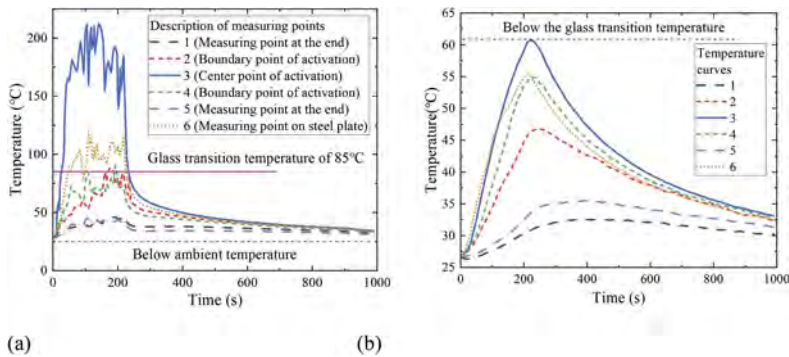 Description of measuring points
1 (Measuring point at the end)
2 (Boundary point of activation)
3 (Center point of activation)
4 (Boundary point of activation)
5 (Measuring point at the end)
6 (Measuring point on steel plate)
Glass transition temperature of 85℃
Below ambient temperature
200
150
100
50
0
Temperature (℃)
0 200 400 600 800 1000
Time (s)
(a)
Below the glass transition temperature
Temperature
curves
1
2
3
4
5
6
65
60
55
50
45
40
35
30
25
Temperature(℃)
0 200 400 600 800 1000
Time (s)
(b)